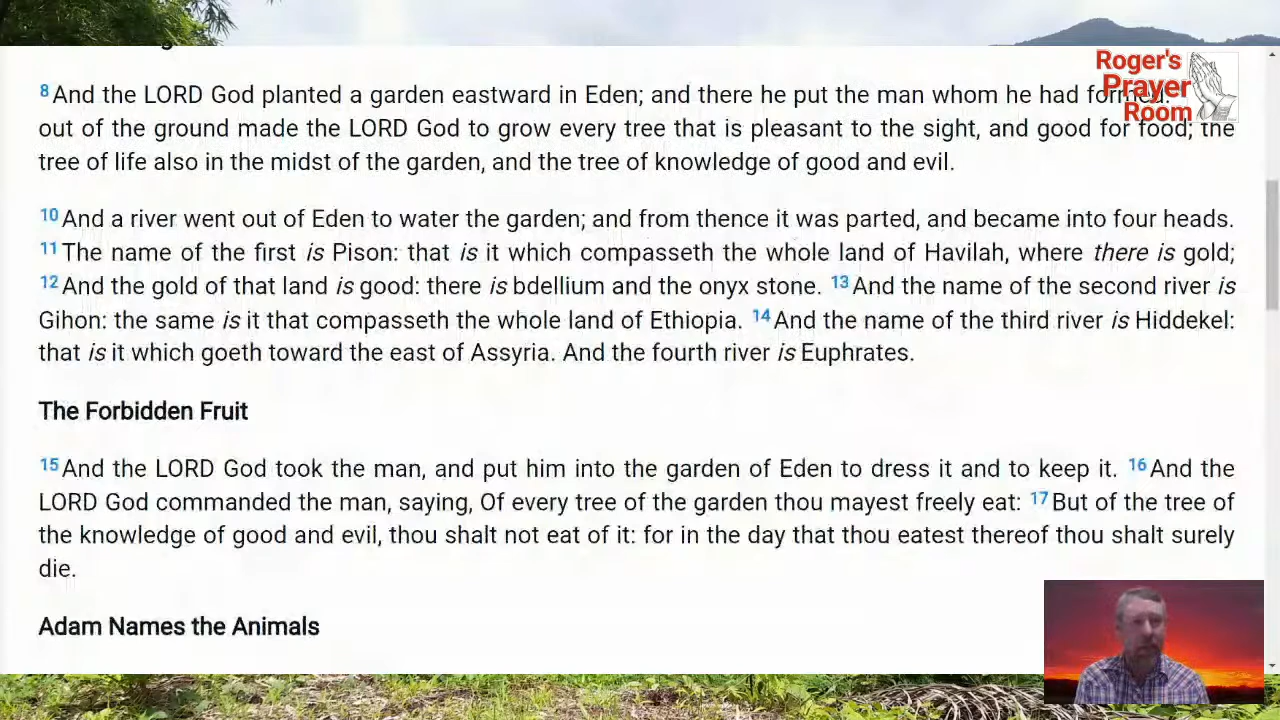 8 And the LORD God planted a garden eastward in Eden; and there he put the man whom he had formed.
out of the ground made the LORD God to grow every tree that is pleasant to the sight, and good for food; the
tree of life also in the midst of the garden, and the tree of knowledge of good and evil.
10 And a river went out of Eden to water the garden; and from thence it was parted, and became into four heads.
11 The name of the first is Pison: that is it which compasseth the whole land of Havilah, where there is gold;
12 And the gold of that land is good: there is bdellium and the onyx stone. 13 And the name of the second river is
Gihon: the same is it that compasseth the whole land of Ethiopia. 14 And the name of the third river is Hiddekel:
that is it which goeth toward the east of Assyria. And the fourth river is Euphrates.
The Forbidden Fruit
15 And the LORD God took the man, and put him into the garden of Eden to dress it and to keep it. 16 And the
LORD God commanded the man, saying, Of every tree of the garden thou mayest freely eat: 17 But of the tree of
the knowledge of good and evil, thou shalt not eat of it: for in the day that thou eatest thereof thou shalt surely
die.
Adam Names the Animals
Roger's
Prayer
Room